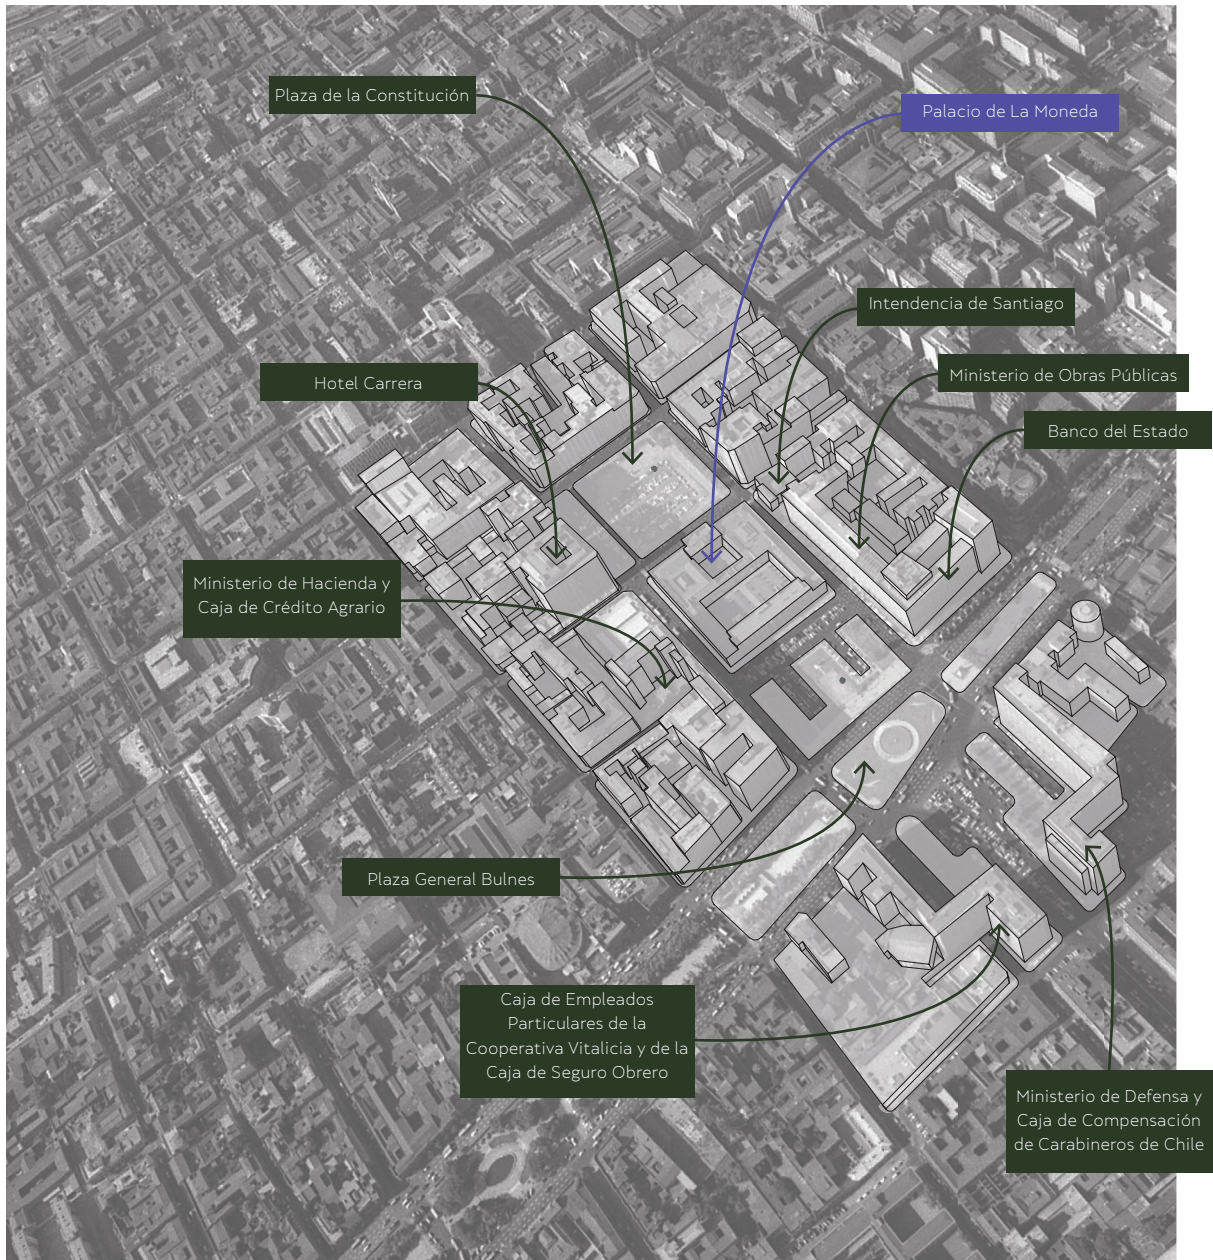 Plaza de la Constitución
Palacio de La Moneda
Intendencia de Santiago
Ministerio de Obras Públicas
Hotel Carrera
Banco del Estado
Ministerio de Hacienda y
Caja de Crédito Agrario
Plaza General Bulnes
Caja de Empleados
Particulares de la
Cooperativa Vitalicia y de la
Caja de Seguro Obrero
Ministerio de Defensa y
Caja de Compensación
de Carabineros de Chile